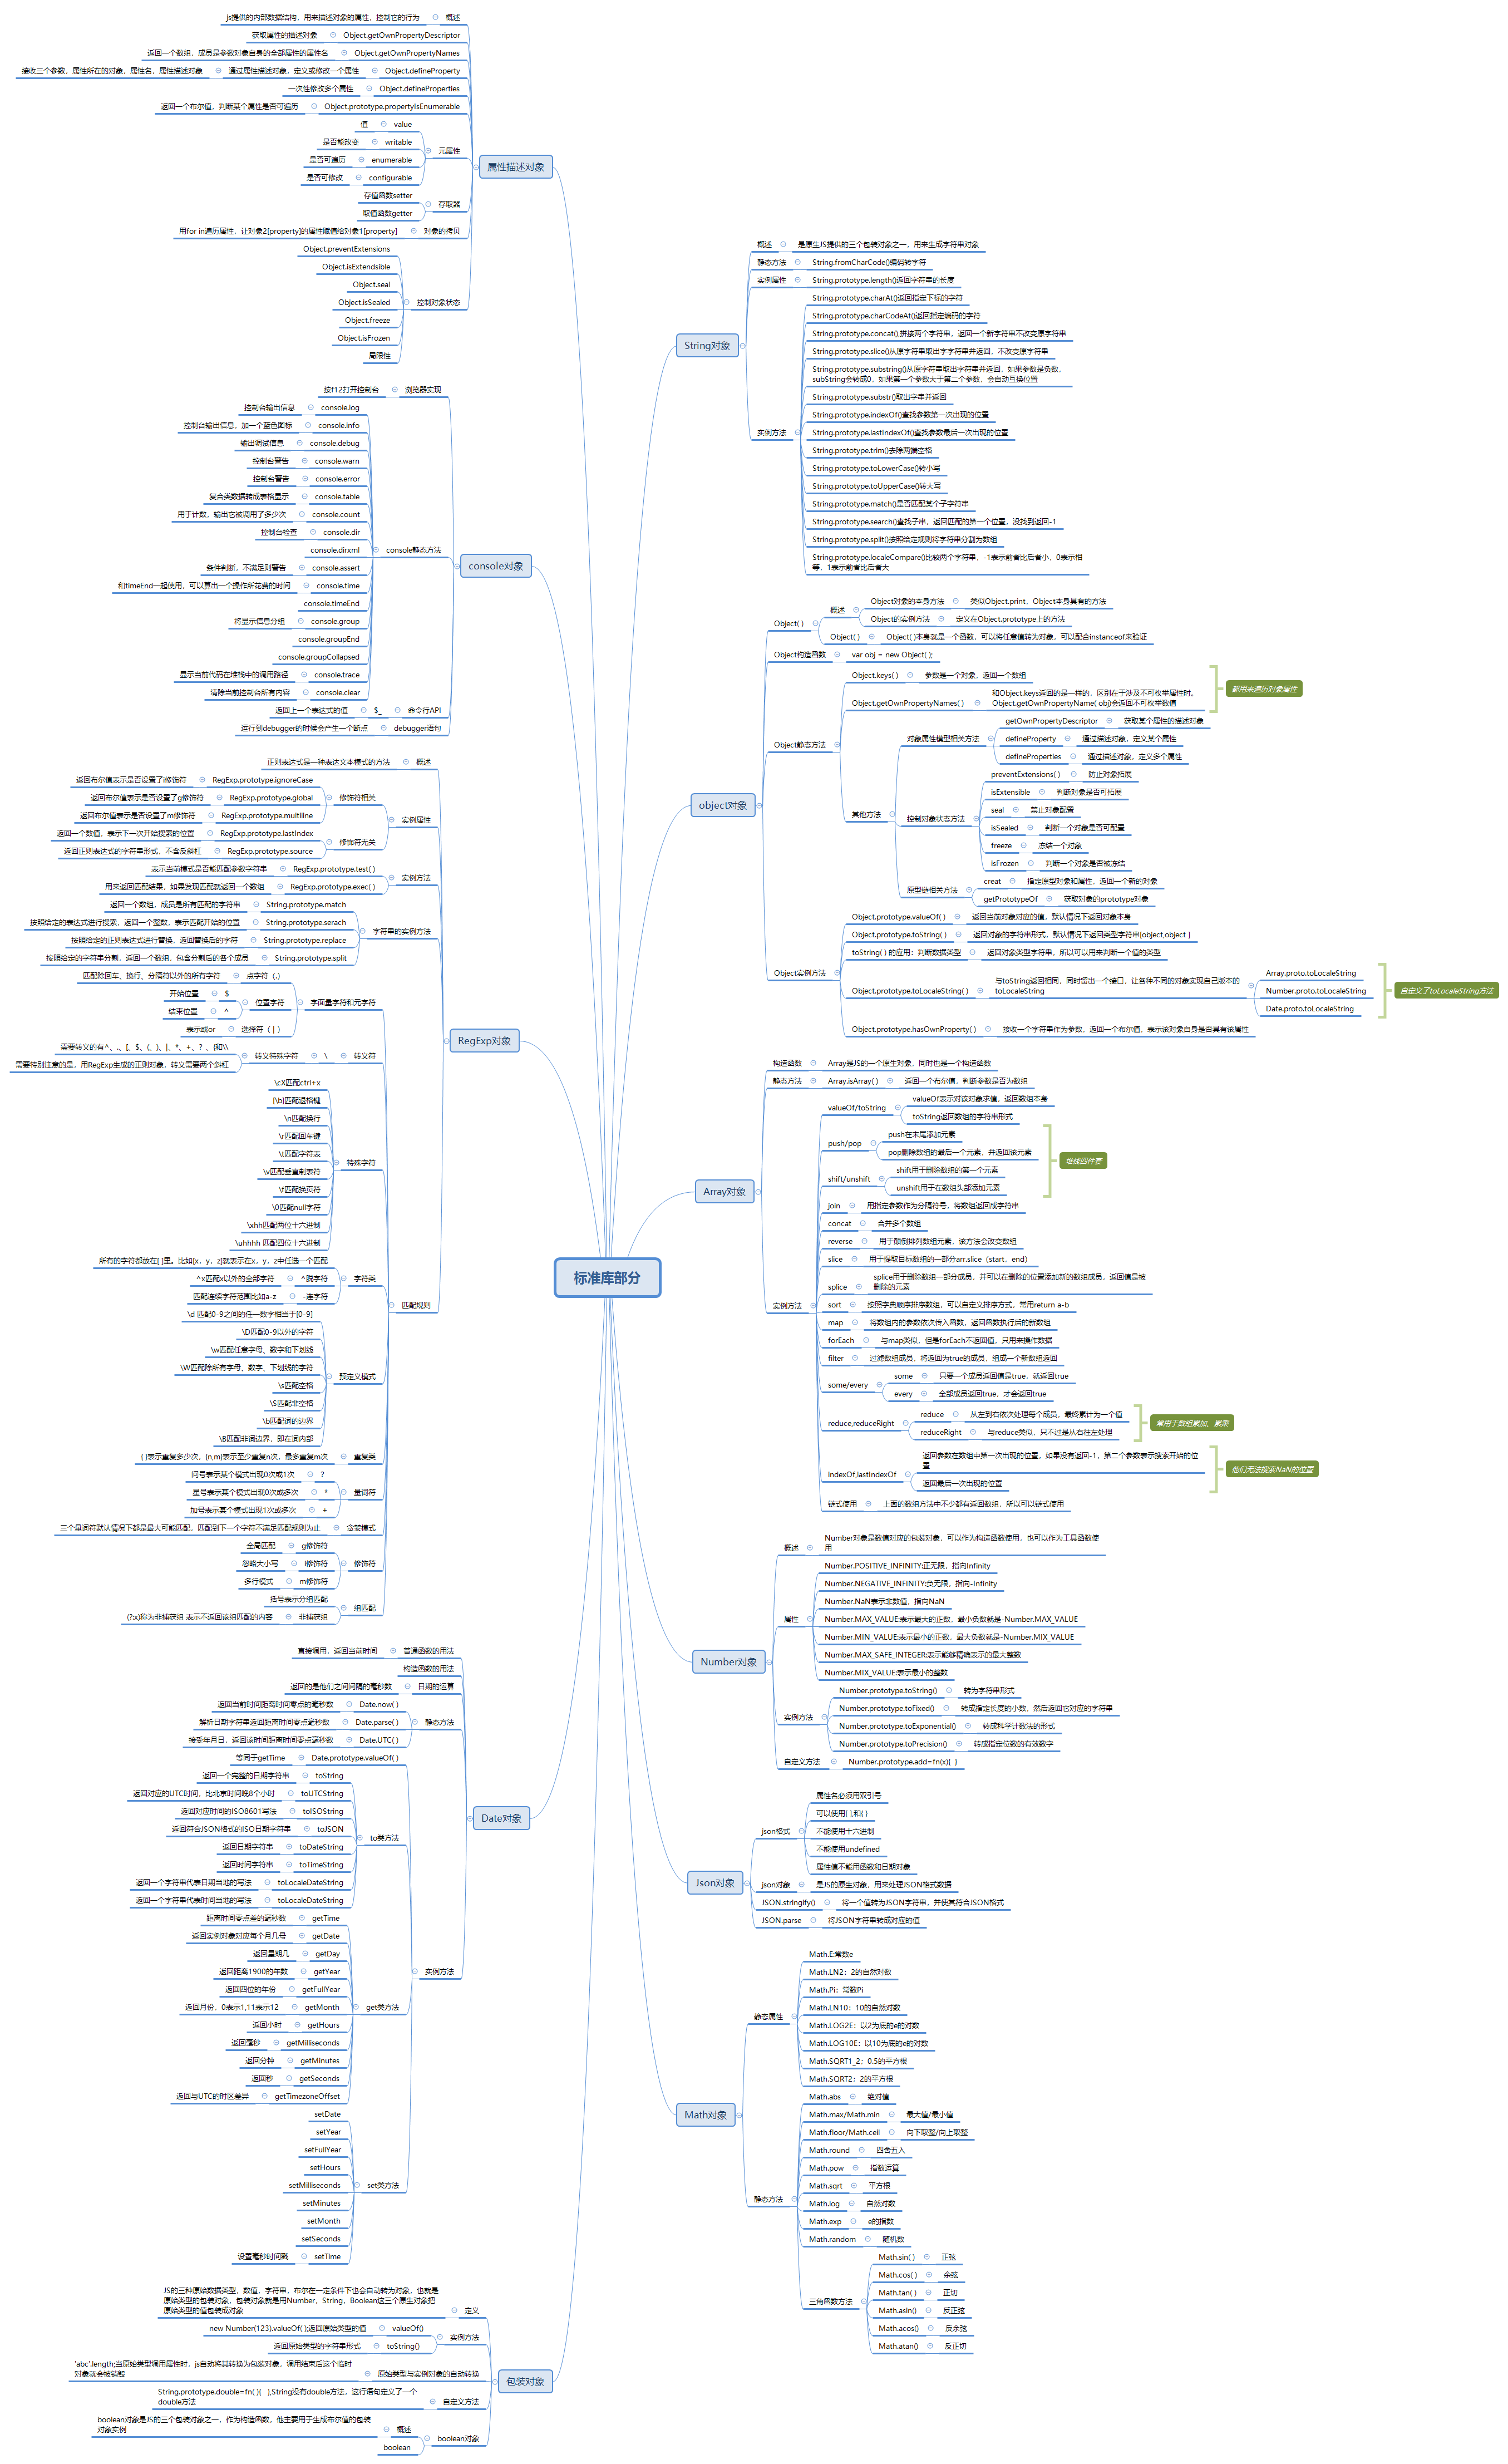 标准库部分
属性描述对象
概述
js提供的内部数据结构，用来描述对象的属性，控制它的行为
Object.getOwnPropertyDescriptor
获取属性的描述对象
Object.getOwnPropertyNames
返回一个数组，成员是参数对象自身的全部属性的属性名
Object.defineProperty
通过属性描述对象，定义或修改一个属性
接收三个参数，属性所在的对象，属性名，属性描述对象
Object.defineProperties
一次性修改多个属性
Object.prototype.propertyIsEnumerable
返回一个布尔值，判断某个属性是否可遍历
元属性
value
值
writable
是否能改变
enumerable
是否可遍历
configurable
是否可修改
存取器
存值函数setter
取值函数getter
对象的拷贝
用for in遍历属性，让对象2[property]的属性赋值给对象1[property]
控制对象状态
Object.preventExtensions
Object.isExtendsible
Object.seal
Object.isSealed
Object.freeze
Object.isFrozen
局限性
console对象
浏览器实现
按f12打开控制台
console静态方法
console.log
控制台输出信息
console.info
控制台输出信息，加一个蓝色图标
console.debug
输出调试信息
console.warn
控制台警告
console.error
控制台警告
console.table
复合类数据转成表格显示
console.count
用于计数，输出它被调用了多少次
console.dir
控制台检查
console.dirxml
console.assert
条件判断，不满足则警告
console.time
和timeEnd一起使用，可以算出一个操作所花费的时间
console.timeEnd
console.group
将显示信息分组
console.groupEnd
console.groupCollapsed
console.trace
显示当前代码在堆栈中的调用路径
console.clear
清除当前控制台所有内容
命令行API
$_
返回上一个表达式的值
debugger语句
运行到debugger的时候会产生一个断点
RegExp对象
概述
正则表达式是一种表达文本模式的方法
实例属性
修饰符相关
RegExp.prototype.ignoreCase
返回布尔值表示是否设置了i修饰符
RegExp.prototype.global
返回布尔值表示是否设置了g修饰符
RegExp.prototype.multiline
返回布尔值表示是否设置了m修饰符
修饰符无关
RegExp.prototype.lastIndex
返回一个数值，表示下一次开始搜索的位置
RegExp.prototype.source
返回正则表达式的字符串形式，不含反斜杠
实例方法
RegExp.prototype.test( )
表示当前模式是否能匹配参数字符串
RegExp.prototype.exec( )
用来返回匹配结果，如果发现匹配就返回一个数组
字符串的实例方法
String.prototype.match
返回一个数组，成员是所有匹配的字符串
String.prototype.serach
按照给定的表达式进行搜索，返回一个整数，表示匹配开始的位置
String.prototype.replace
按照给定的正则表达式进行替换，返回替换后的字符
String.prototype.split
按照给定的字符串分割，返回一个数组，包含分割后的各个成员
匹配规则
字面量字符和元字符
点字符（.）
匹配除回车、换行、分隔符以外的所有字符
位置字符
$
开始位置
^
结束位置
选择符（ | ）
表示或or
转义符
\
转义特殊字符
需要转义的有^、.、[、$、(、)、|、*、+、？、{和\\
需要特别注意的是，用RegExp生成的正则对象，转义需要两个斜杠
特殊字符
\cX匹配ctrl+x
[\b]匹配退格键
\n匹配换行
\r匹配回车键
\t匹配字符表
\v匹配垂直制表符
\f匹配换页符
\0匹配null字符
\xhh匹配两位十六进制
\uhhhh 匹配四位十六进制
字符类
所有的字符都放在[ ]里。比如[x，y，z]就表示在x，y，z中任选一个匹配
^脱字符
^x匹配x以外的全部字符
-连字符
匹配连续字符范围比如a-z
预定义模式
\d 匹配0-9之间的任一数字相当于[0-9]
\D匹配0-9以外的字符
\w匹配任意字母、数字和下划线
\W匹配除所有字母、数字、下划线的字符
\s匹配空格
\S匹配非空格
\b匹配词的边界
\B匹配非词边界，即在词内部
重复类
{ }表示重复多少次，{n,m}表示至少重复n次，最多重复m次
量词符
?
问号表示某个模式出现0次或1次
*
星号表示某个模式出现0次或多次
+
加号表示某个模式出现1次或多次
贪婪模式
三个量词符默认情况下都是最大可能匹配，匹配到下一个字符不满足匹配规则为止
修饰符
g修饰符
全局匹配
i修饰符
忽略大小写
m修饰符
多行模式
组匹配
括号表示分组匹配
非捕获组
(?:x)称为非捕获组 表示不返回该组匹配的内容
Date对象
普通函数的用法
直接调用，返回当前时间
构造函数的用法
日期的运算
返回的是他们之间间隔的毫秒数
静态方法
Date.now( )
返回当前时间距离时间零点的毫秒数
Date.parse( )
解析日期字符串返回距离时间零点毫秒数
Date.UTC( )
接受年月日，返回该时间距离时间零点毫秒数
实例方法
Date.prototype.valueOf( )
等同于getTime
to类方法
toString
返回一个完整的日期字符串
toUTCString
返回对应的UTC时间，比北京时间晚8个小时
toISOString
返回对应时间的ISO8601写法
toJSON
返回符合JSON格式的ISO日期字符串
toDateString
返回日期字符串
toTimeString
返回时间字符串
toLocaleDateString
返回一个字符串代表日期当地的写法
toLocaleDateString
返回一个字符串代表时间当地的写法
get类方法
getTime
距离时间零点差的毫秒数
getDate
返回实例对象对应每个月几号
getDay
返回星期几
getYear
返回距离1900的年数
getFullYear
返回四位的年份
getMonth
返回月份，0表示1,11表示12
getHours
返回小时
getMilliseconds
返回毫秒
getMinutes
返回分钟
getSeconds
返回秒
getTimezoneOffset
返回与UTC的时区差异
set类方法
setDate
setYear
setFullYear
setHours
setMilliseconds
setMinutes
setMonth
setSeconds
setTime
设置毫秒时间戳
包装对象
定义
JS的三种原始数据类型，数值，字符串，布尔在一定条件下也会自动转为对象，也就是
原始类型的包装对象，包装对象就是用Number，String，Boolean这三个原生对象把
原始类型的值包装成对象
实例方法
valueOf()
new Number(123).valueOf( );返回原始类型的值
toString()
返回原始类型的字符串形式
原始类型与实例对象的自动转换
'abc'.length;当原始类型调用属性时，js自动将其转换为包装对象，调用结束后这个临时
对象就会被销毁
自定义方法
String.prototype.double=fn( ){ };String没有double方法，这行语句定义了一个
double方法
boolean对象
概述
boolean对象是JS的三个包装对象之一，作为构造函数，他主要用于生成布尔值的包装
对象实例
boolean
String对象
概述
是原生JS提供的三个包装对象之一，用来生成字符串对象
静态方法
String.fromCharCode()编码转字符
实例属性
String.prototype.length()返回字符串的长度
实例方法
String.prototype.charAt()返回指定下标的字符
String.prototype.charCodeAt()返回指定编码的字符
String.prototype.concat(),拼接两个字符串，返回一个新字符串不改变原字符串
String.prototype.slice()从原字符串取出字字符串并返回，不改变原字符串
String.prototype.substring()从原字符串取出字符串并返回，如果参数是负数，
subString会转成0，如果第一个参数大于第二个参数，会自动互换位置
String.prototype.substr()取出字串并返回
String.prototype.indexOf()查找参数第一次出现的位置
String.prototype.lastIndexOf()查找参数最后一次出现的位置
String.prototype.trim()去除两端空格
String.prototype.toLowerCase()转小写
String.prototype.toUpperCase()转大写
String.prototype.match()是否匹配某个子字符串
String.prototype.search()查找子串，返回匹配的第一个位置，没找到返回-1
String.prototype.split()按照给定规则将字符串分割为数组
String.prototype.localeCompare()比较两个字符串，-1表示前者比后者小，0表示相
等，1表示前者比后者大
object对象
Object( )
概述
Object对象的本身方法
类似Object.print，Object本身具有的方法
Object的实例方法
定义在Object.prototype上的方法
Object( )
Object( )本身就是一个函数，可以将任意值转为对象，可以配合instanceof来验证
Object构造函数
var obj = new Object( );
Object静态方法
Object.keys( )
参数是一个对象，返回一个数组
Object.getOwnPropertyNames( )
和Object.keys返回的是一样的，区别在于涉及不可枚举属性时。
Object.getOwnPropertyName( obj)会返回不可枚举数值
都用来遍历对象属性
其他方法
对象属性模型相关方法
getOwnPropertyDescriptor
获取某个属性的描述对象
defineProperty
通过描述对象，定义某个属性
defineProperties
通过描述对象，定义多个属性
控制对象状态方法
preventExtensions( )
防止对象拓展
isExtensible
判断对象是否可拓展
seal
禁止对象配置
isSealed
判断一个对象是否可配置
freeze
冻结一个对象
isFrozen
判断一个对象是否被冻结
原型链相关方法
creat
指定原型对象和属性，返回一个新的对象
getPrototypeOf
获取对象的prototype对象
Object实例方法
Object.prototype.valueOf( )
返回当前对象对应的值，默认情况下返回对象本身
Object.prototype.toString( )
返回对象的字符串形式，默认情况下返回类型字符串[object,object ]
toString( ) 的应用：判断数据类型
返回对象类型字符串，所以可以用来判断一个值的类型
Object.prototype.toLocaleString( )
与toString返回相同，同时留出一个接口，让各种不同的对象实现自己版本的
toLocaleString
Array.proto.toLocaleString
Number.proto.toLocaleString
Date.proto.toLocaleString
自定义了toLocaleString方法
Object.prototype.hasOwnProperty( )
接收一个字符串作为参数，返回一个布尔值，表示该对象自身是否具有该属性
Array对象
构造函数
Array是JS的一个原生对象，同时也是一个构造函数
静态方法
Array.isArray( )
返回一个布尔值，判断参数是否为数组
实例方法
valueOf/toString
valueOf表示对该对象求值，返回数组本身
toString返回数组的字符串形式
push/pop
push在末尾添加元素
pop删除数组的最后一个元素，并返回该元素
shift/unshift
shift用于删除数组的第一个元素
unshift用于在数组头部添加元素
堆栈四件套
join
用指定参数作为分隔符号，将数组返回成字符串
concat
合并多个数组
reverse
用于颠倒排列数组元素，该方法会改变数组
slice
用于提取目标数组的一部分arr.slice（start，end）
splice
splice用于删除数组一部分成员，并可以在删除的位置添加新的数组成员，返回值是被
删除的元素
sort
按照字典顺序排序数组，可以自定义排序方式，常用return a-b
map
将数组内的参数依次传入函数，返回函数执行后的新数组
forEach
与map类似，但是forEach不返回值，只用来操作数据
filter
过滤数组成员，将返回为true的成员，组成一个新数组返回
some/every
some
只要一个成员返回值是true，就返回true
every
全部成员返回true，才会返回true
reduce,reduceRight
reduce
从左到右依次处理每个成员，最终累计为一个值
reduceRight
与reduce类似，只不过是从右往左处理
常用于数组累加、累乘
indexOf,lastIndexOf
返回参数在数组中第一次出现的位置，如果没有返回-1，第二个参数表示搜索开始的位
置
返回最后一次出现的位置
他们无法搜索NaN的位置
链式使用
上面的数组方法中不少都有返回数组，所以可以链式使用
Number对象
概述
Number对象是数值对应的包装对象，可以作为构造函数使用，也可以作为工具函数使
用
属性
Number.POSITIVE_INFINITY:正无限，指向Infinity
Number.NEGATIVE_INFINITY:负无限，指向-Infinity
Number.NaN表示非数值，指向NaN
Number.MAX_VALUE:表示最大的正数，最小负数就是-Number.MAX_VALUE
Number.MIN_VALUE:表示最小的正数，最大负数就是-Number.MIX_VALUE
Number.MAX_SAFE_INTEGER:表示能够精确表示的最大整数
Number.MIX_VALUE:表示最小的整数
实例方法
Number.prototype.toString()
转为字符串形式
Number.prototype.toFixed()
转成指定长度的小数，然后返回它对应的字符串
Number.prototype.toExponential()
转成科学计数法的形式
Number.prototype.toPrecision()
转成指定位数的有效数字
自定义方法
Number.prototype.add=fn(x){ }
Json对象
json格式
属性名必须用双引号
可以使用[ ],和{ }
不能使用十六进制
不能使用undefined
属性值不能用函数和日期对象
json对象
是JS的原生对象，用来处理JSON格式数据
JSON.stringify()
将一个值转为JSON字符串，并使其符合JSON格式
JSON.parse
将JSON字符串转成对应的值
Math对象
静态属性
Math.E:常数e
Math.LN2：2的自然对数
Math.Pi：常数Pi
Math.LN10：10的自然对数
Math.LOG2E：以2为底的e的对数
Math.LOG10E：以10为底的e的对数
Math.SQRT1_2；0.5的平方根
Math.SQRT2；2的平方根
静态方法
Math.abs
绝对值
Math.max/Math.min
最大值/最小值
Math.floor/Math.ceil
向下取整/向上取整
Math.round
四舍五入
Math.pow
指数运算
Math.sqrt
平方根
Math.log
自然对数
Math.exp
e的指数
Math.random
随机数
三角函数方法
Math.sin( )
正弦
Math.cos( )
余弦
Math.tan( )
正切
Math.asin()
反正弦
Math.acos()
反余弦
Math.atan()
反正切